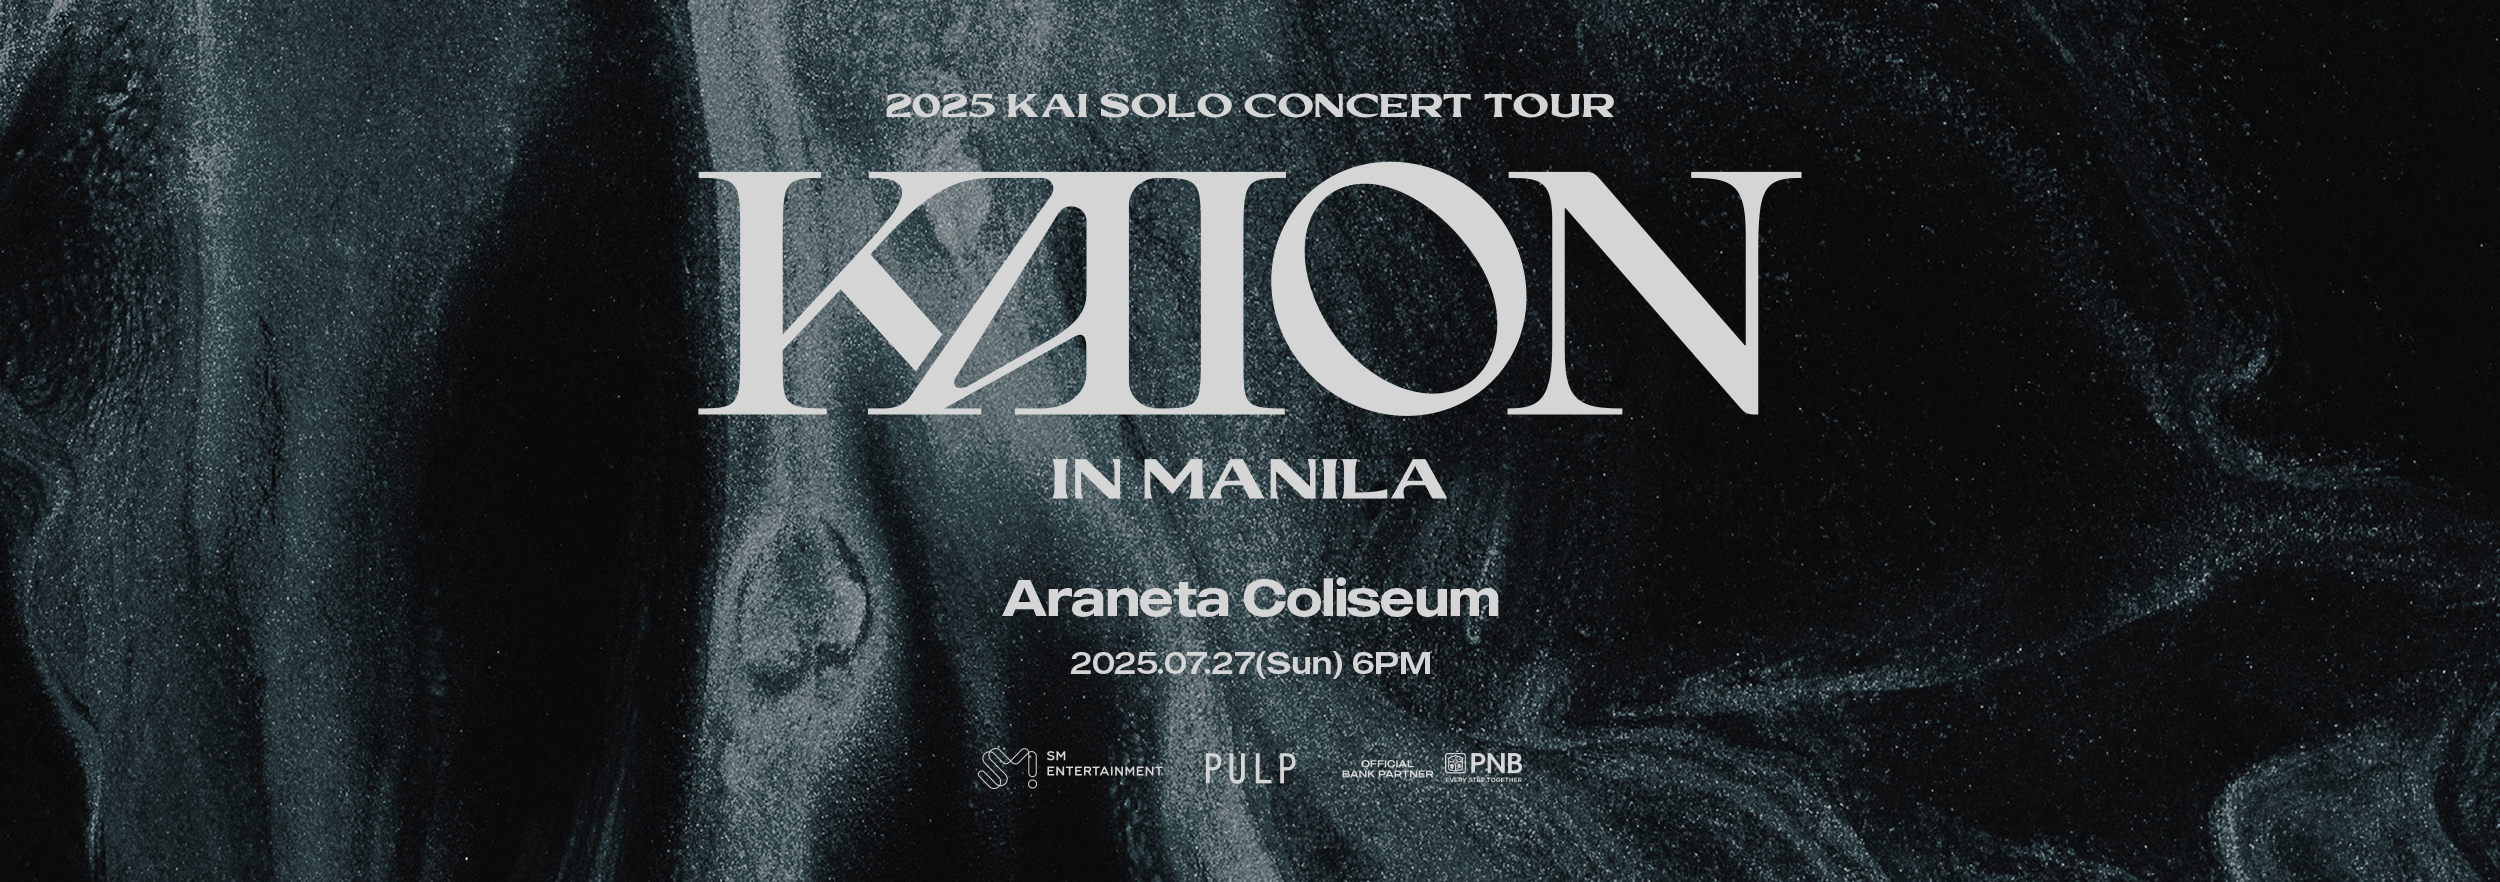 2025 KAI SOLO CONCERT TOUR
KAION
IN MANILA
Araneta Coliseum
2025.07.27(Sun) 6PM
SM
ENTERTAINMENT
PULP
OFFICIAL
BANK PARTNER
PNB
EVERY STEP TOGETHER